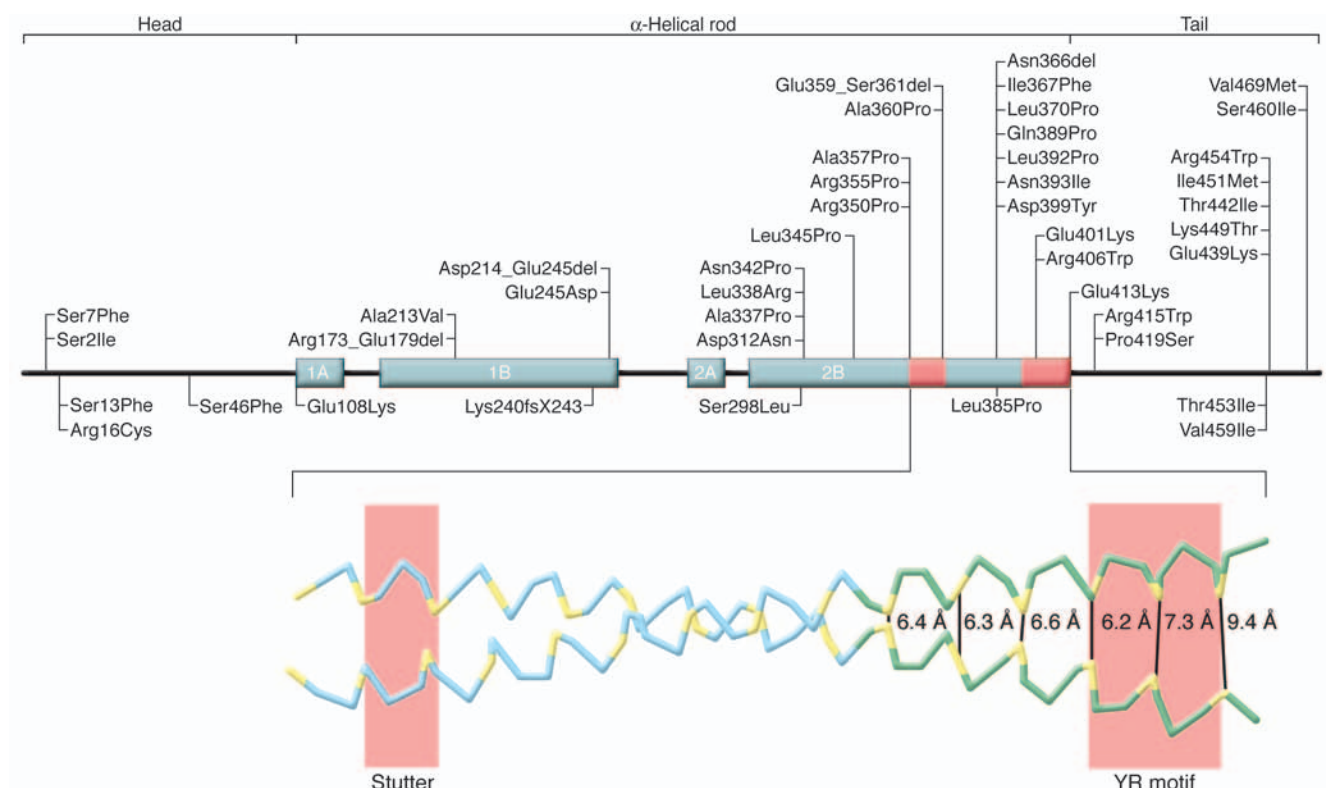 Head
α-Helical rod
Tail
Asn366del
Glu359_Ser361del
Ile367Phe
Val469Met
Ala360Pro
Leu370Pro
Ser460Ile
Gln389Pro
Ala357Pro
Leu392Pro
Arg454Trp
Arg355Pro
Asn393Ile
Ile451Met
Arg350Pro
Asp399Tyr
Thr442Ile
Leu345Pro
Glu401Lys
Lys449Thr
Arg406Trp
Glu439Lys
Asp214_Glu245del
Asn342Pro
Glu245Asp
Leu338Arg
Glu413Lys
Ser7Phe
Ala213Val
Ala337Pro
Arg415Trp
Ser2Ile
Arg173_Glu179del
Asp312Asn
Pro419Ser
1A
1B
2A
2B
Ser13Phe
Ser46Phe
Glu108Lys
Lys240fsX243
Ser298Leu
Leu385Pro
Thr453Ile
Arg16Cys
Val459Ile
6.4 Å
6.3 Å
6.6 Å
6.2 Å
7.3 Å
9.4 Å
Stutter
YR motif